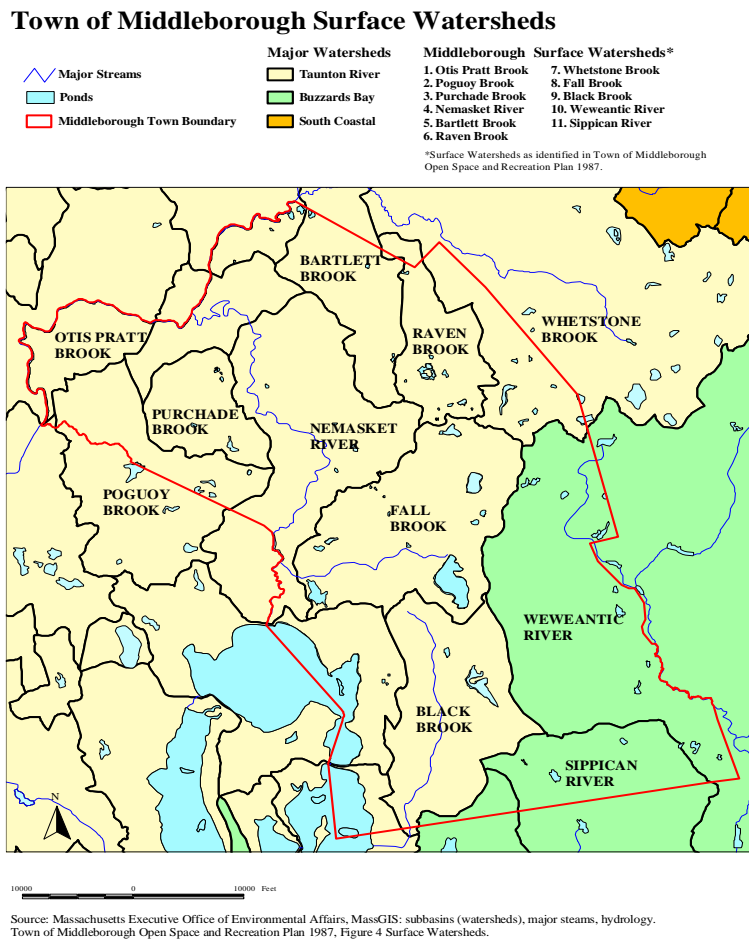 Town of Middleborough Surface Watersheds
Major Streams
Ponds
Middleborough Town Boundary
Major Watersheds
Taunton River
Buzzards Bay
South Coastal
Middleborough Surface Watersheds*
1. Otis Pratt Brook
2. Poguoy Brook
3. Purchade Brook
4. Nemasket River
5. Bartlett Brook
6. Raven Brook
7. Whetstone Brook
8. Fall Brook
9. Black Brook
10. Weweantic River
11. Sippican River
*Surface Watersheds as identified in Town of Middleborough
Open Space and Recreation Plan 1987.
BARTLETT
BROOK
OTIS PRATT
BROOK
RAVEN
BROOK
WHETSTONE
BROOK
PURCHADE
BROOK
NEMASKET
RIVER
POGUOY
BROOK
FALL
BROOK
WEWEANTIC
RIVER
BLACK
BROOK
SIPPICAN
RIVER
N
10000 0 10000 Feet
Source: Massachusetts Executive Office of Environmental Affairs, MassGIS: subbasins (watersheds), major steams, hydrology.
Town of Middleborough Open Space and Recreation Plan 1987, Figure 4 Surface Watersheds.